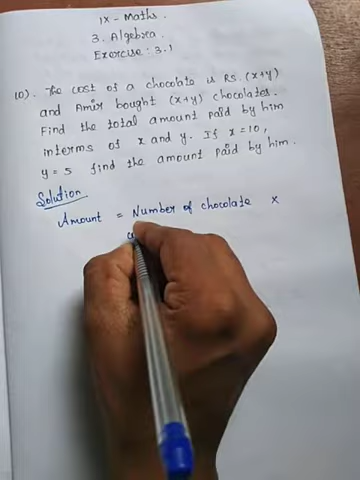 IX - Maths.
3. Algebra.
Exercise: 3.1
10). The cost of a chocolate is RS. (x+y)
and Amir bought (x+y) chocolates.
Find the total amount paid by him
interms of x and y. If x = 10,
y = 5 find the amount paid by him.
Solution
Amount = Number of chocolate x